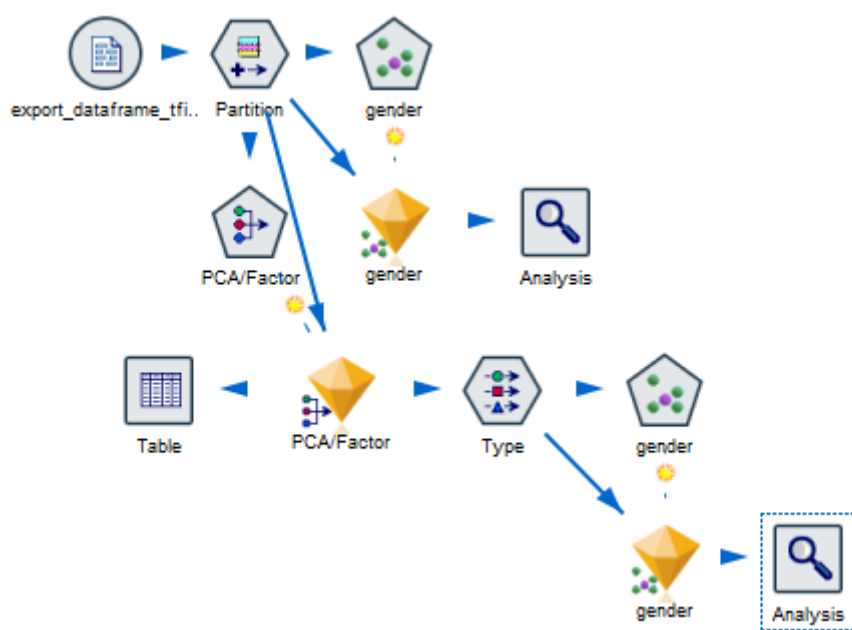 export_dataframe_tfi..
Partition
gender
PCA/Factor
gender
Analysis
Table
PCA/Factor
Type
gender
gender
Analysis